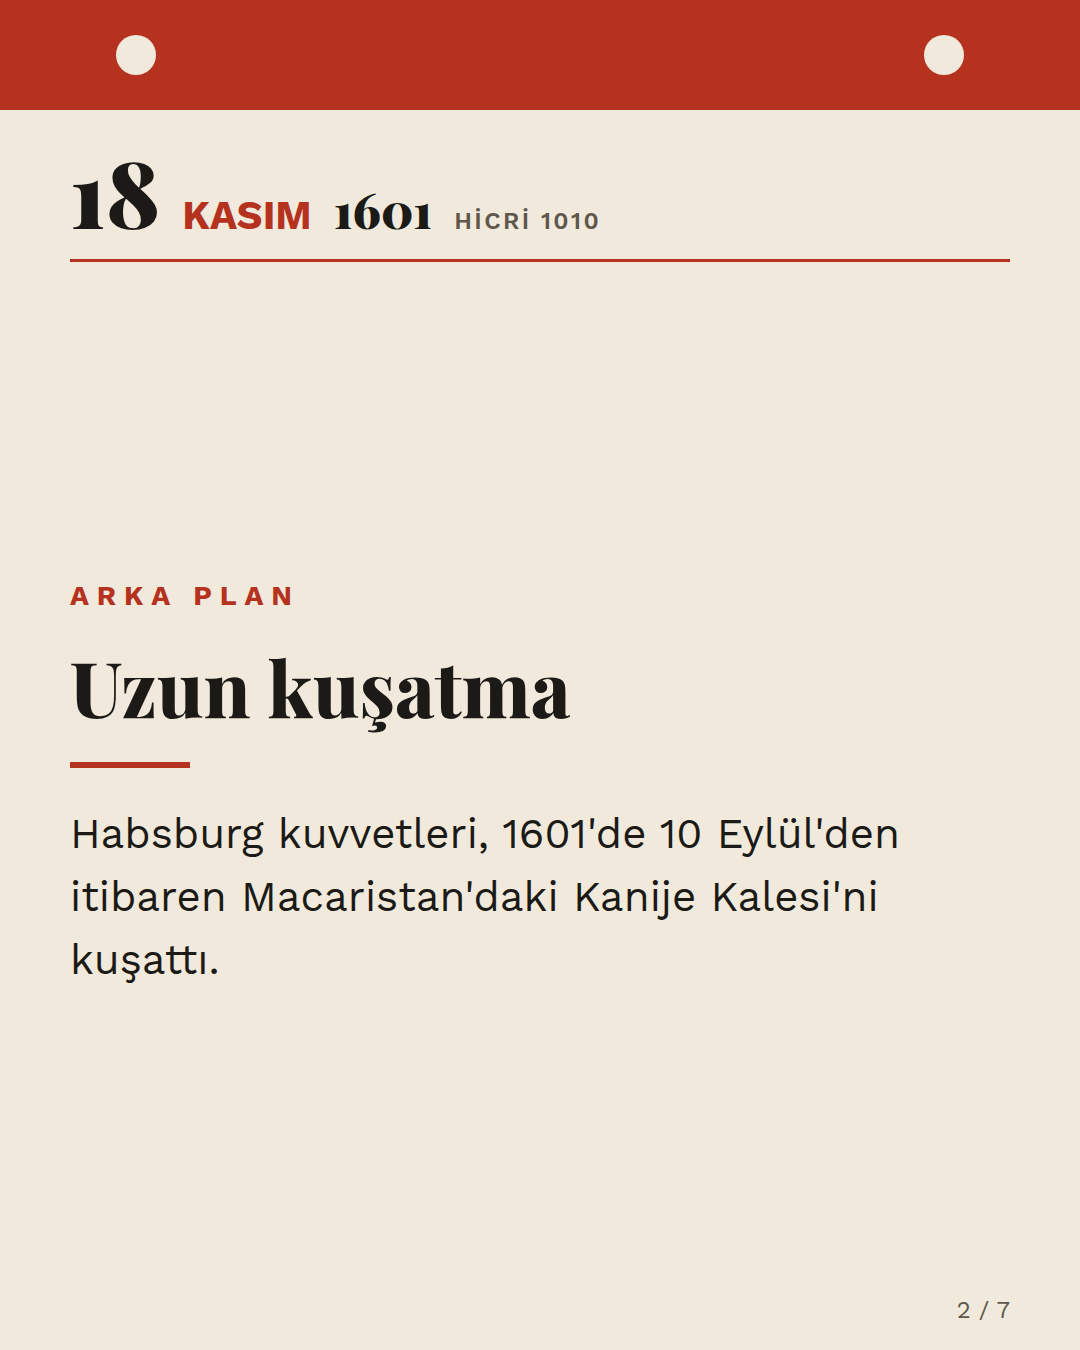 18 KASIM 1601 HİCRİ 1010
ARKA PLAN
Uzun kuşatma
Habsburg kuvvetleri, 1601'de 10 Eylül'den
itibaren Macaristan'daki Kanije Kalesi'ni
kuşattı.
2 / 7